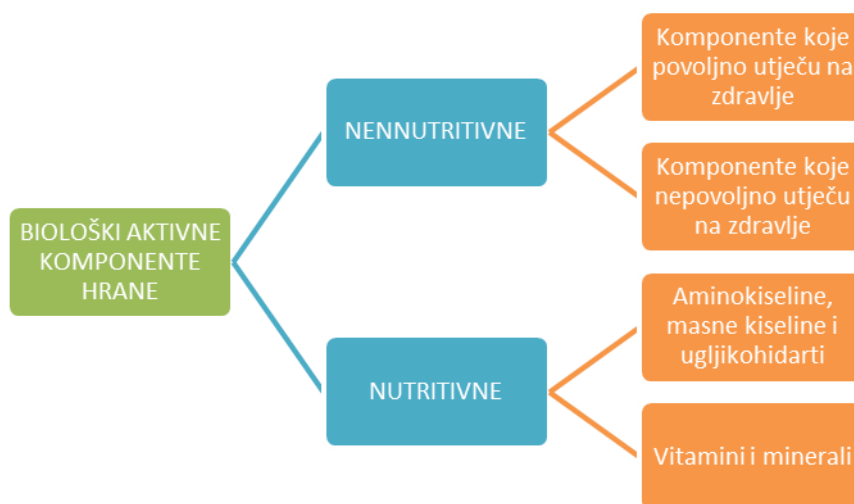 BIOLOŠKI AKTIVNE
KOMPONENTE
HRANE
NENNUTRITIVNE
Komponente koje
povoljno utječu na
zdravlje
Komponente koje
nepovoljno utječu
na zdravlje
NUTRITIVNE
Aminokiseline,
masne kiseline i
ugljikohidarti
Vitamini i minerali